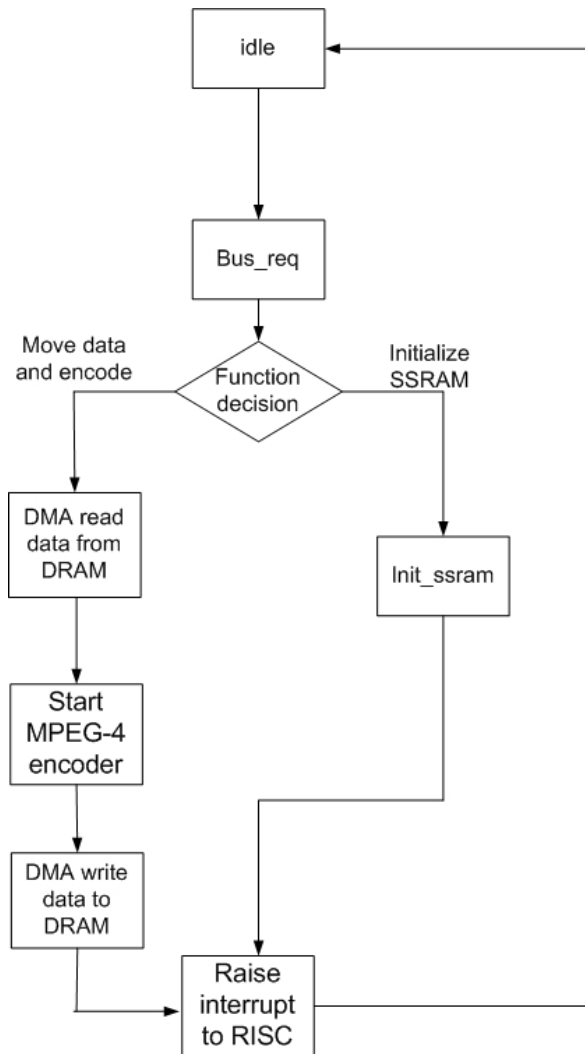 idle
Bus_req
Move data
and encode
Function
decision
Initialize
SSRAM
DMA read
data from
DRAM
Init_ssram
Start
MPEG-4
encoder
DMA write
data to
DRAM
Raise
interrupt
to RISC